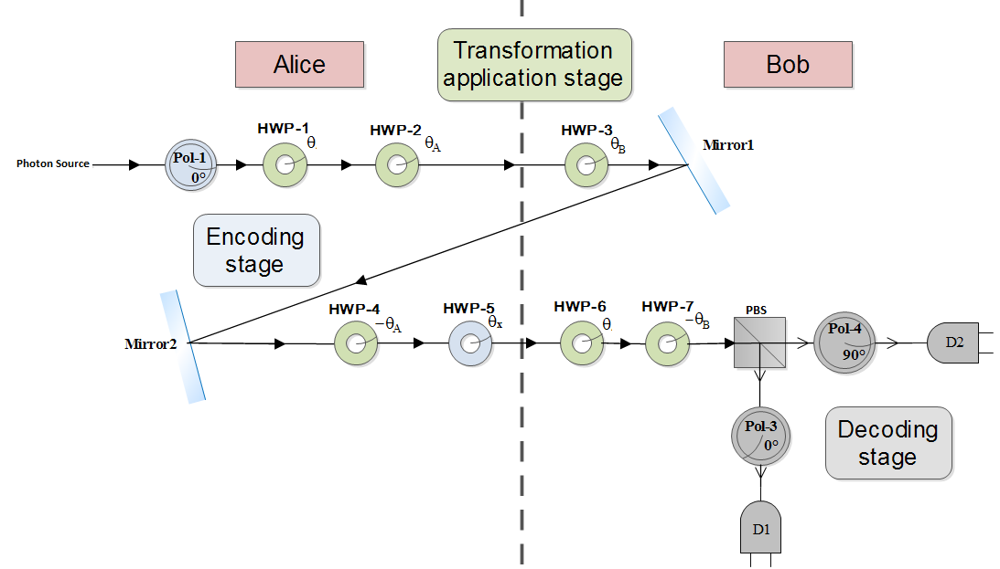 Alice
Transformation
application stage
Bob
HWP-1
θ
HWP-2
θA
HWP-3
θB
Mirror1
Photon Source
Pol-1
0°
Encoding
stage
Mirror2
HWP-4
−θA
HWP-5
θx
HWP-6
θ
HWP-7
−θB
PBS
Pol-4
90°
D2
Pol-3
0°
Decoding
stage
D1